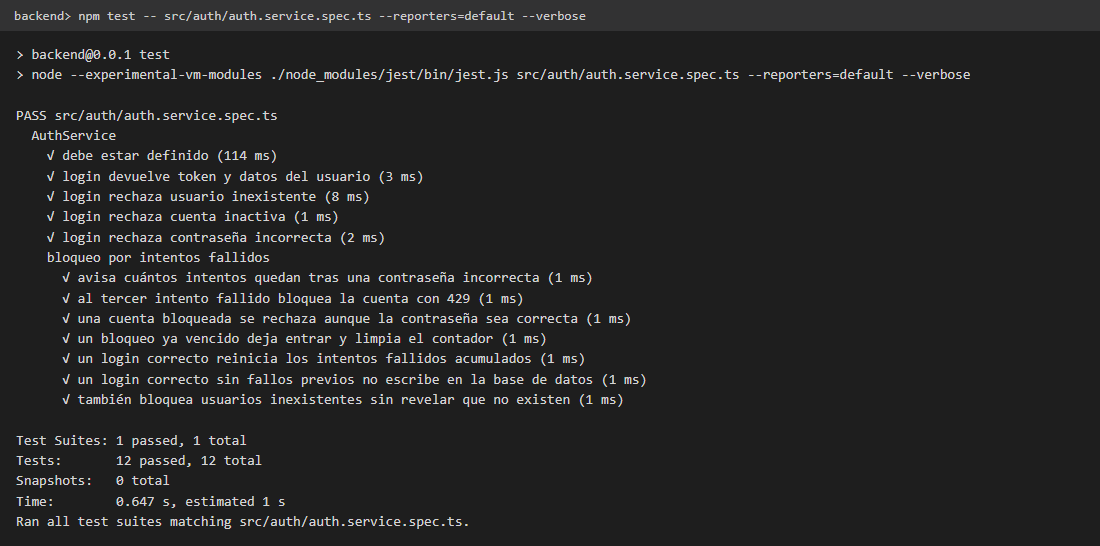 backend> npm test -- src/auth/auth.service.spec.ts --reporters=default --verbose
> backend@0.0.1 test
> node --experimental-vm-modules ./node_modules/jest/bin/jest.js src/auth/auth.service.spec.ts --reporters=default --verbose
PASS src/auth/auth.service.spec.ts
AuthService
√ debe estar definido (114 ms)
√ login devuelve token y datos del usuario (3 ms)
√ login rechaza usuario inexistente (8 ms)
√ login rechaza cuenta inactiva (1 ms)
√ login rechaza contraseña incorrecta (2 ms)
bloqueo por intentos fallidos
√ avisa cuántos intentos quedan tras una contraseña incorrecta (1 ms)
√ al tercer intento fallido bloquea la cuenta con 429 (1 ms)
√ una cuenta bloqueada se rechaza aunque la contraseña sea correcta (1 ms)
√ un bloqueo ya vencido deja entrar y limpia el contador (1 ms)
√ un login correcto reinicia los intentos fallidos acumulados (1 ms)
√ un login correcto sin fallos previos no escribe en la base de datos (1 ms)
√ también bloquea usuarios inexistentes sin revelar que no existen (1 ms)
Test Suites: 1 passed, 1 total
Tests: 12 passed, 12 total
Snapshots: 0 total
Time: 0.647 s, estimated 1 s
Ran all test suites matching src/auth/auth.service.spec.ts.